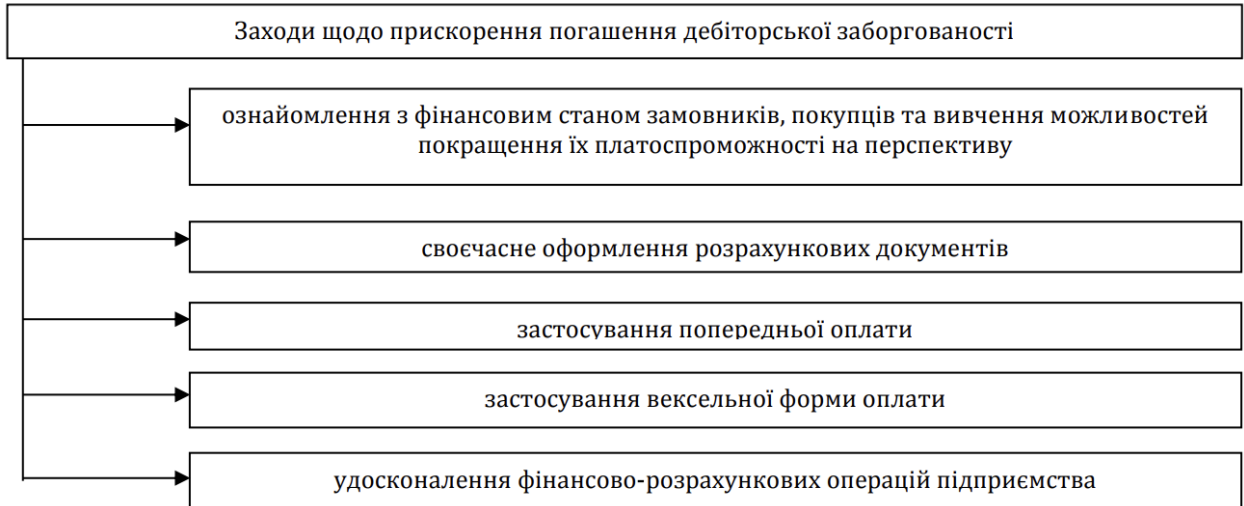 Заходи щодо прискорення погашення дебіторської заборгованості
ознайомлення з фінансовим станом замовників, покупців та вивчення можливостей
покращення їх платоспроможності на перспективу
своєчасне оформлення розрахункових документів
застосування попередньої оплати
застосування вексельної форми оплати
удосконалення фінансово-розрахункових операцій підприємства